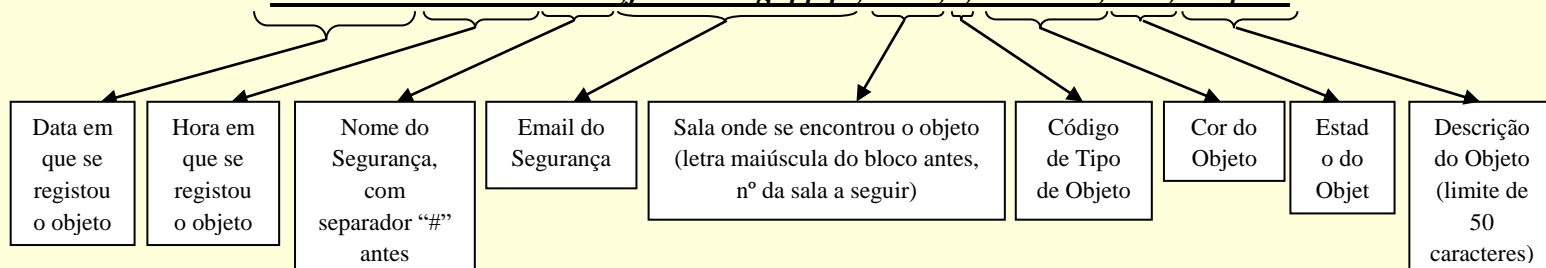 Data em
que se
registou
o objeto
Hora em
que se
registou
o objeto
Nome do
Segurança,
com
separador “#”
antes
Email do
Segurança
Sala onde se encontrou o objeto
(letra maiúscula do bloco antes,
nº da sala a seguir)
Código
de Tipo
de Objeto
Cor do
Objeto
Estad
o do
Objet
Descrição
do Objeto
(limite de
50
caracteres)